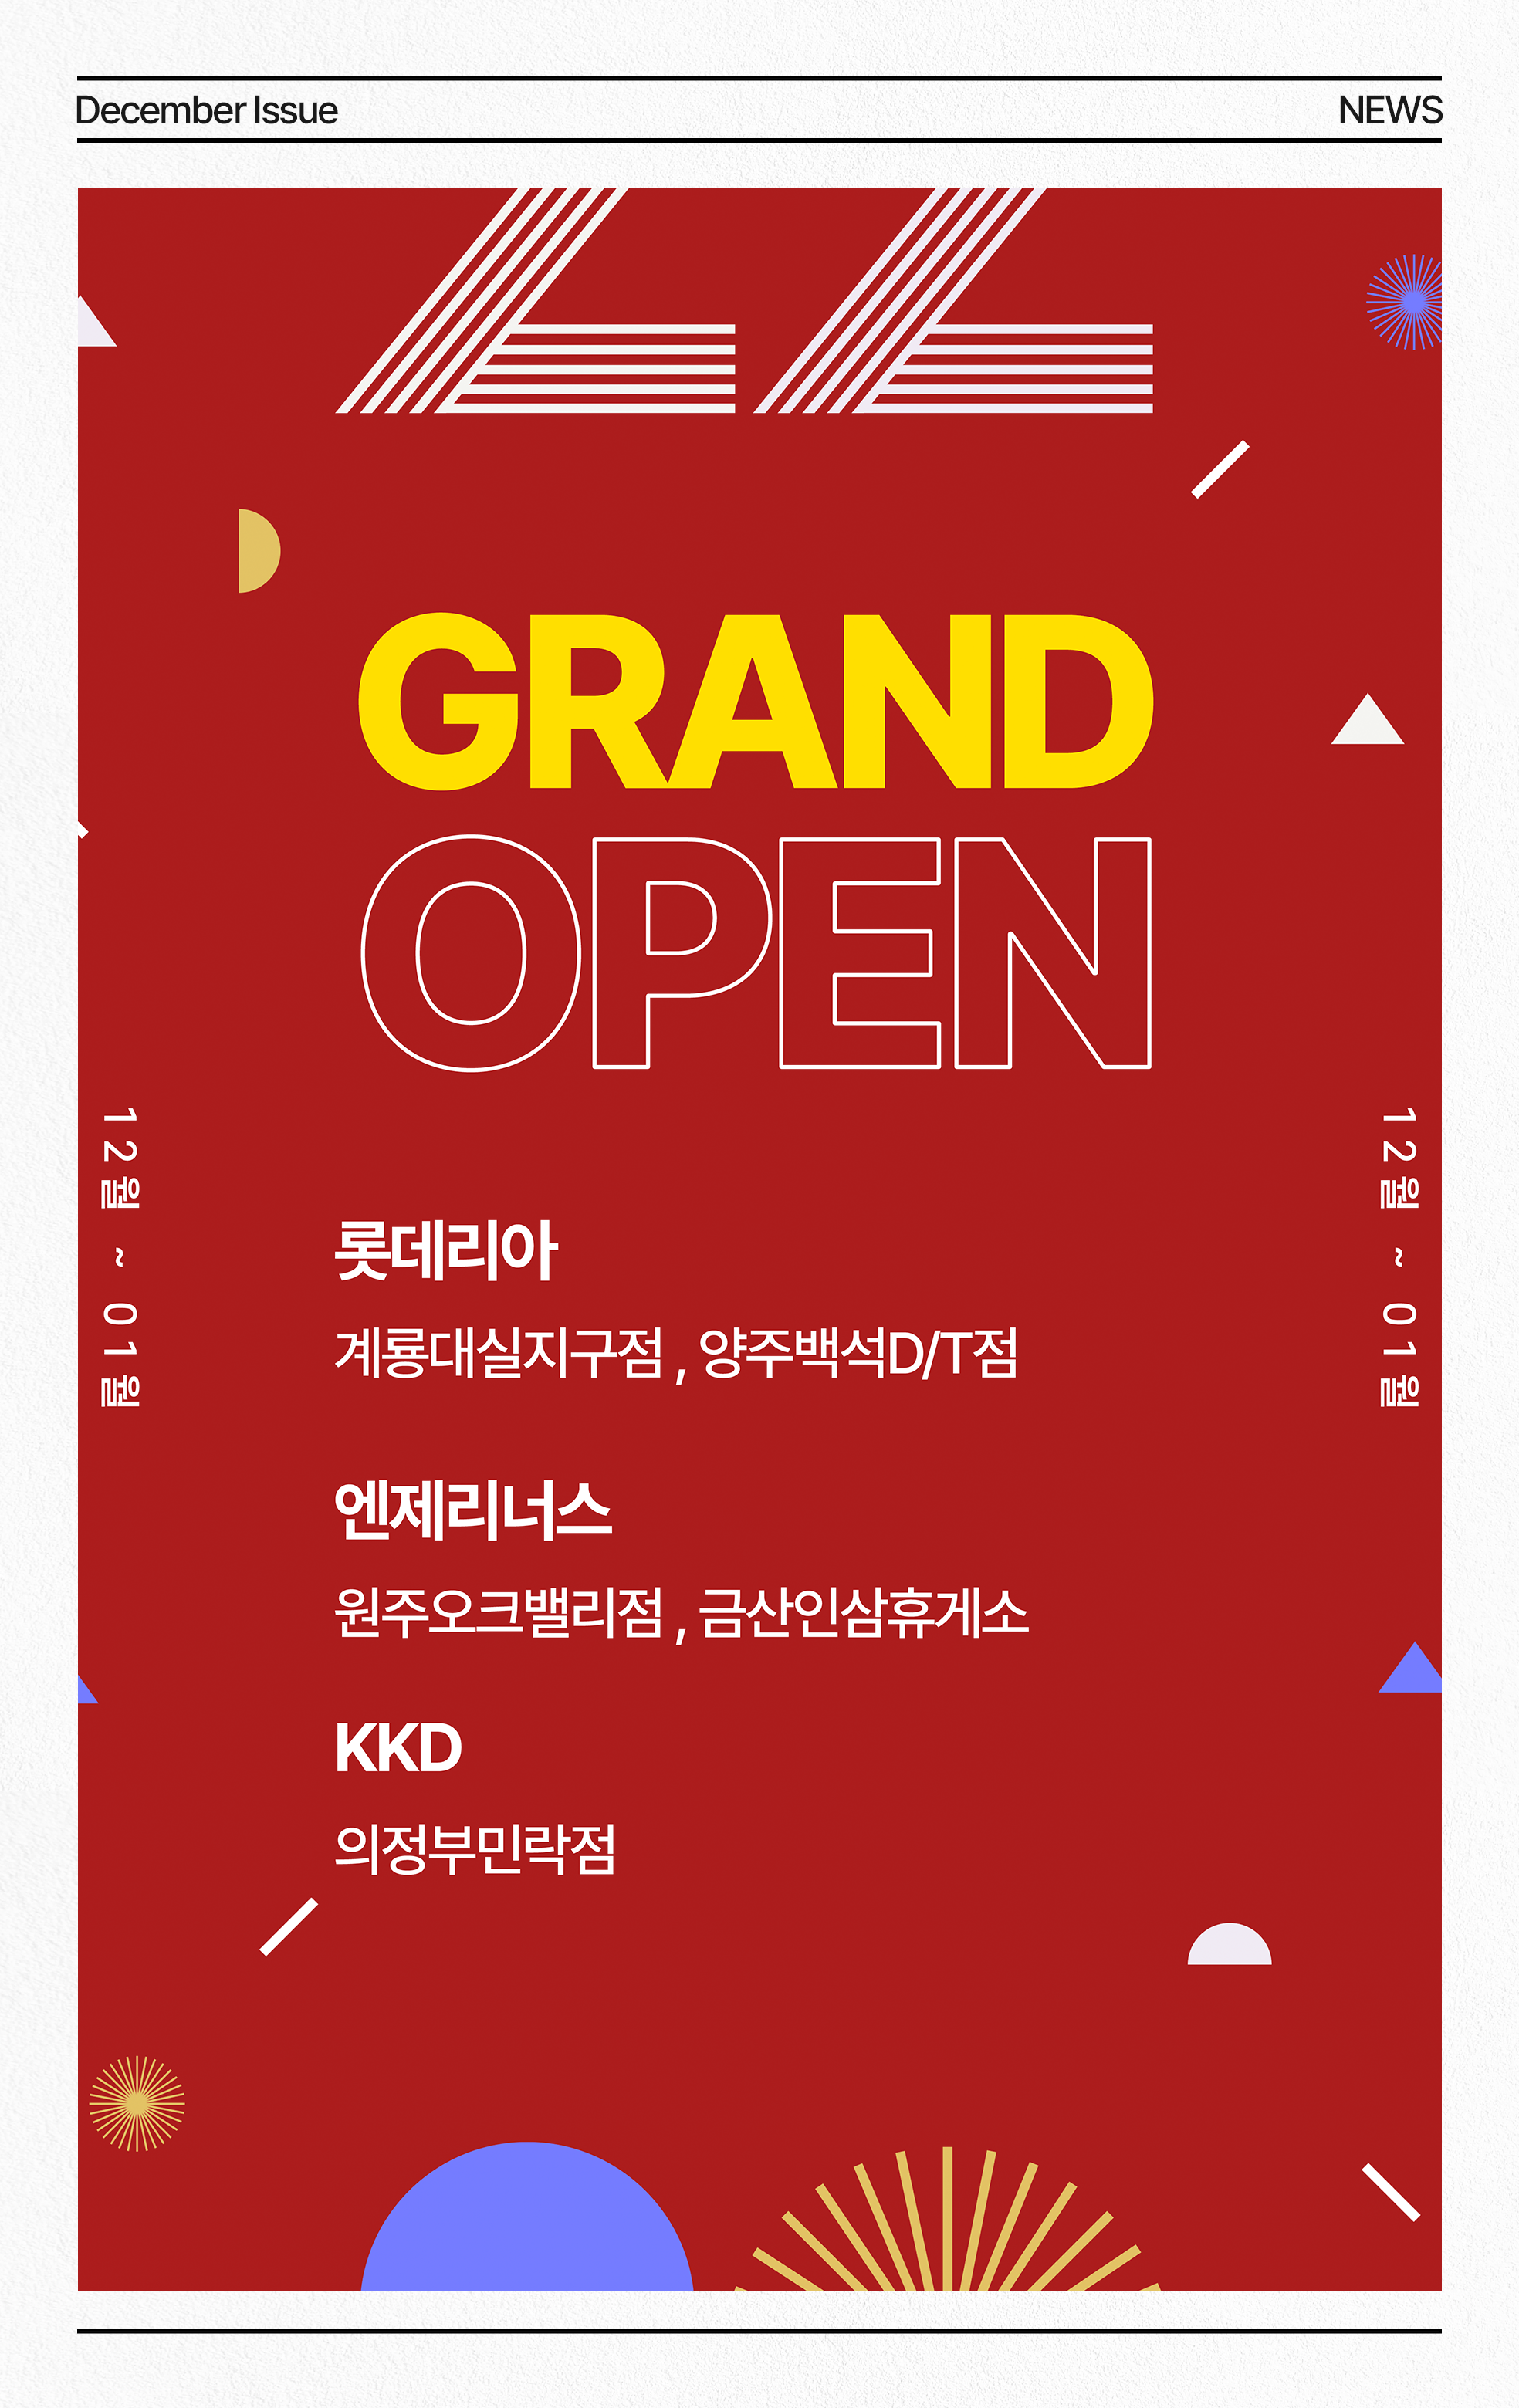 December Issue
NEWS
22
GRAND
OPEN
12월 ~ 01월
12월 ~ 01월
롯데리아
계룡대실지구점 , 양주백석D/T점
엔제리너스
원주오크밸리점 , 금산인삼휴게소
KKD
의정부민락점